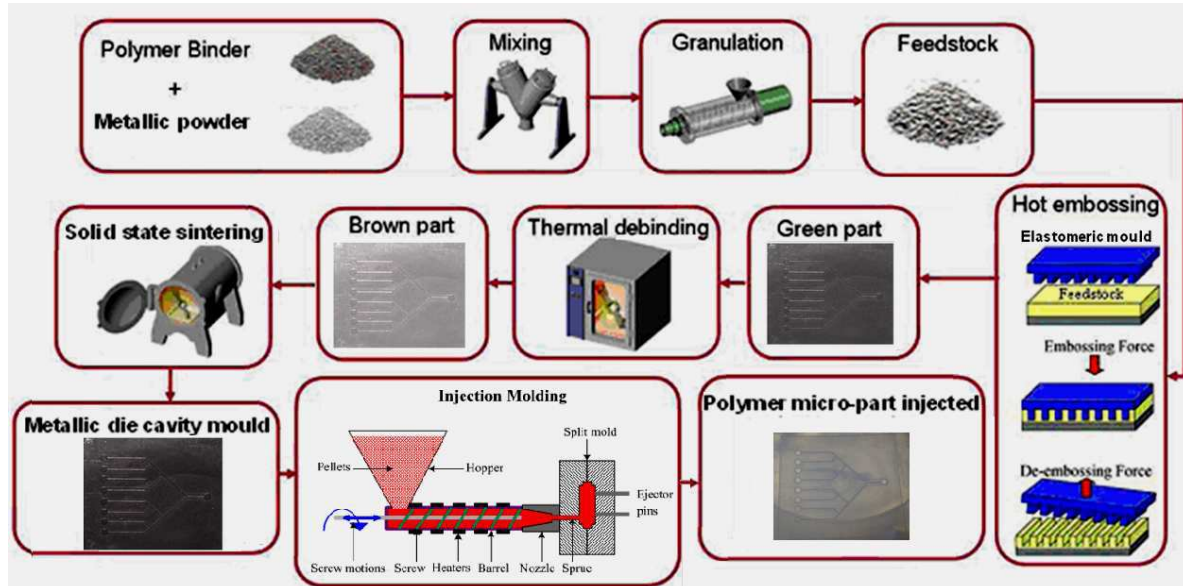 Polymer Binder
+
Metallic powder
Mixing
Granulation
Feedstock
Hot embossing
Elastomeric mould
Feedstock
Embossing Force
De-embossing Force
Green part
Thermal debinding
Brown part
Solid state sintering
Metallic die cavity mould
Injection Molding
Split mold
Pellets
Hopper
Ejector
pins
Screw motions
Screw
Heaters
Barrel
Nozzle
Sprue
Polymer micro-part injected